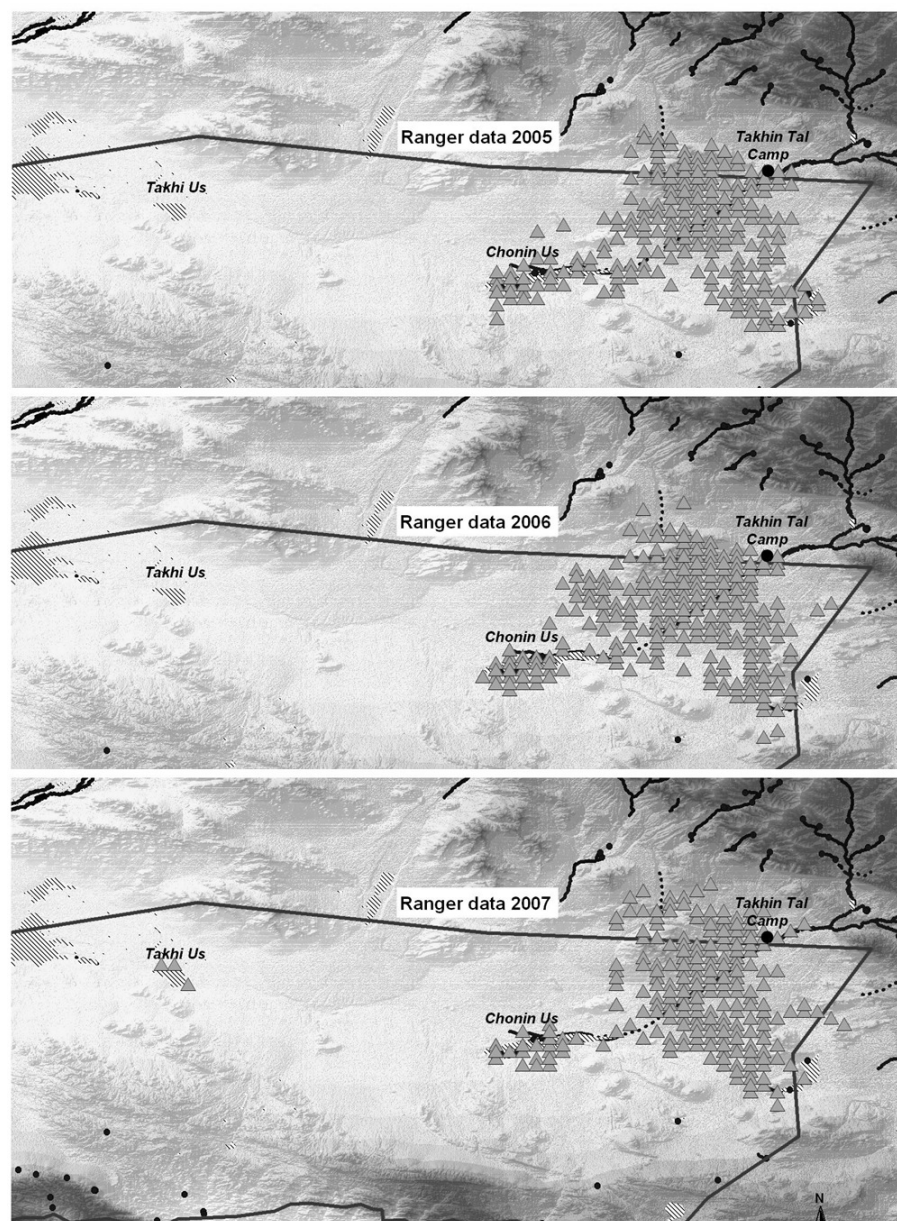 Ranger data 2005
Takhin Tal
Camp
Takhi Us
Chonin Us
Ranger data 2006
Takhin Tal
Camp
Takhi Us
Chonin Us
Ranger data 2007
Takhin Tal
Camp
Takhi Us
Chonin Us
N